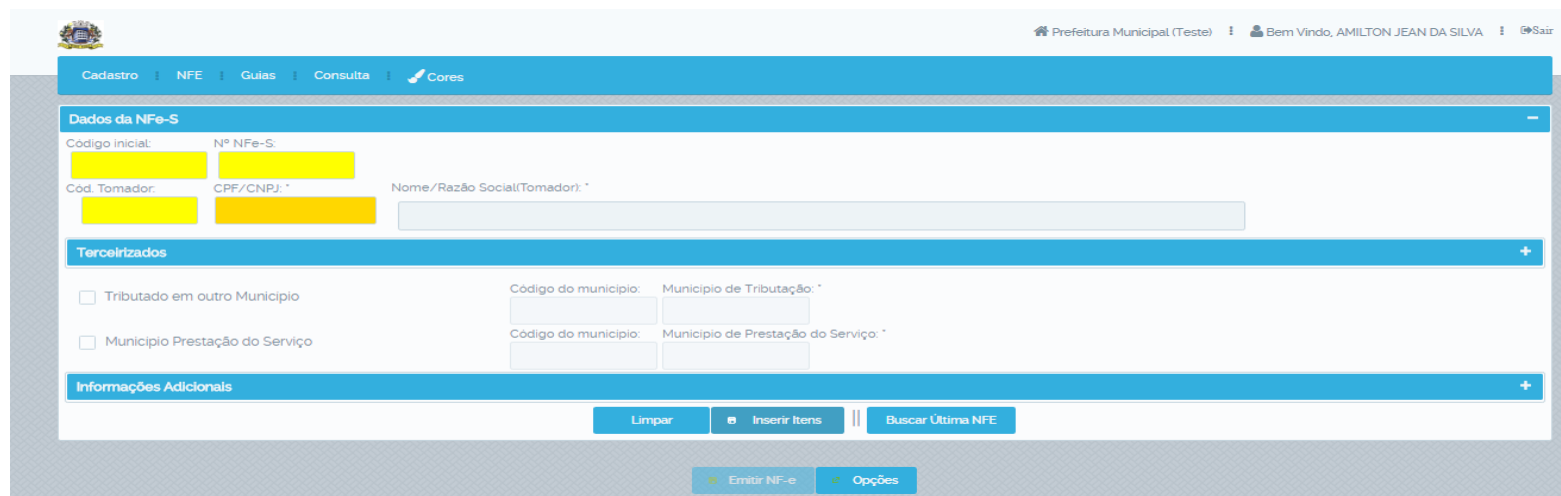 Prefeitura Municipal (Teste) Bem Vindo, AMILTON JEAN DA SILVA Sair
Cadastro NFE Guias Consulta Cores
Dados da NFe-S
Código inicial: Nº NFe-S:
Cód. Tomador: CPF/CNPJ: * Nome/Razão Social(Tomador): *
Terceirizados
Tributado em outro Municipio Código do municipio: Municipio de Tributação: *
Municipio Prestação do Serviço Código do municipio: Municipio de Prestação do Serviço: *
Informações Adicionais
Limpar Inserir Itens || Buscar Última NFE
Emitir NF-e Opções